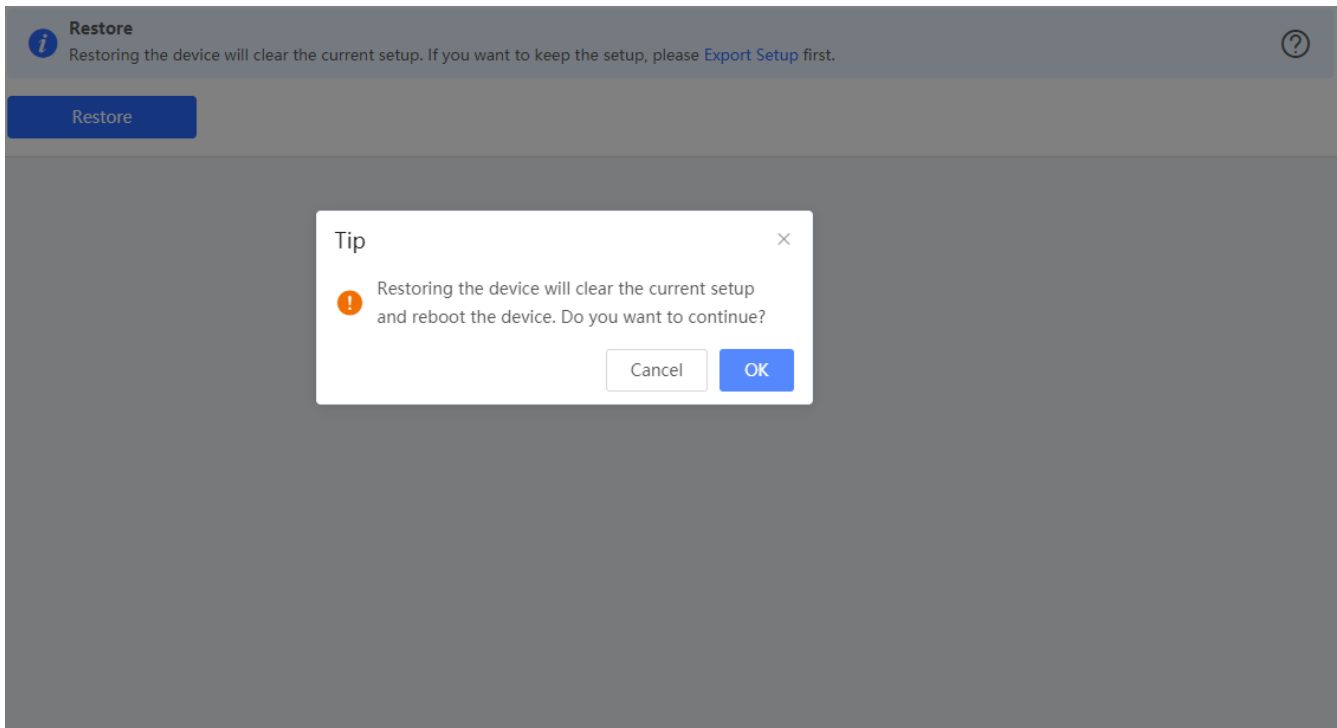 Restore
Restoring the device will clear the current setup. If you want to keep the setup, please Export Setup first.
Restore
Tip
Restoring the device will clear the current setup
and reboot the device. Do you want to continue?
Cancel
OK